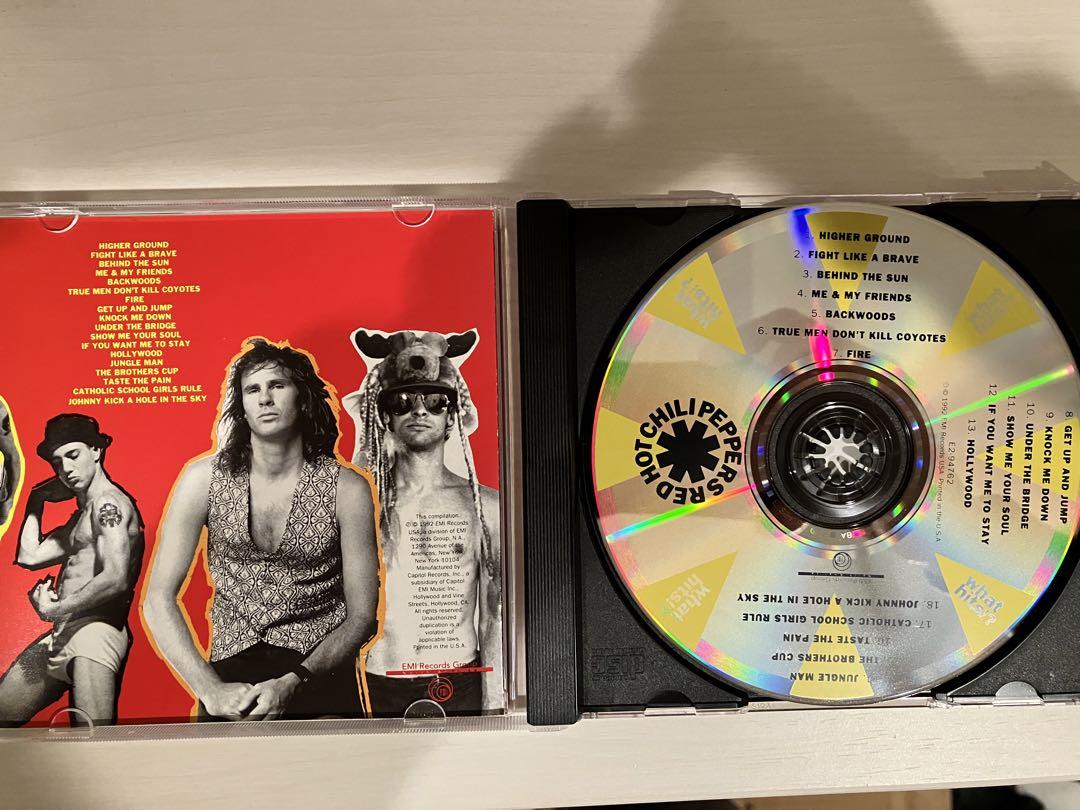 HIGHER GROUND
FIGHT LIKE A BRAVE
BEHIND THE SUN
ME & MY FRIENDS
BACKWOODS
TRUE MEN DON'T KILL COYOTES
FIRE
GET UP AND JUMP
KNOCK ME DOWN
UNDER THE BRIDGE
SHOW ME YOUR SOUL
IF YOU WANT ME TO STAY
HOLLYWOOD
JUNGLE MAN
THE BROTHERS CUP
TASTE THE PAIN
CATHOLIC SCHOOL GIRLS RULE
JOHNNY KICK A HOLE IN THE SKY
This compilation
℗ © 1992 EMI Records
USA, a division of EMI
Records Group, N.A.,
1290 Avenue of the
Americas, New York,
New York 10104
Manufactured by
Capitol Records, Inc., a
subsidiary of Capitol
EMI Music Inc.,
Hollywood and Vine
Streets, Hollywood, CA.
All rights reserved.
Unauthorized
duplication is a
violation of
applicable laws.
Printed in the U.S.A.
EMI Records Group
1. HIGHER GROUND
2. FIGHT LIKE A BRAVE
3. BEHIND THE SUN
4. ME & MY FRIENDS
5. BACKWOODS
6. TRUE MEN DON'T KILL COYOTES
7. FIRE
8. GET UP AND JUMP
9. KNOCK ME DOWN
10. UNDER THE BRIDGE
11. SHOW ME YOUR SOUL
12. IF YOU WANT ME TO STAY
13. HOLLYWOOD
E2 94762
℗ © 1992 EMI Records USA. Printed in U.S.A.
JUNGLE MAN
THE BROTHERS CUP
16. TASTE THE PAIN
17. CATHOLIC SCHOOL GIRLS RULE
18. JOHNNY KICK A HOLE IN THE SKY
RED HOT CHILI PEPPERS
what
hits!?
what
hits!?